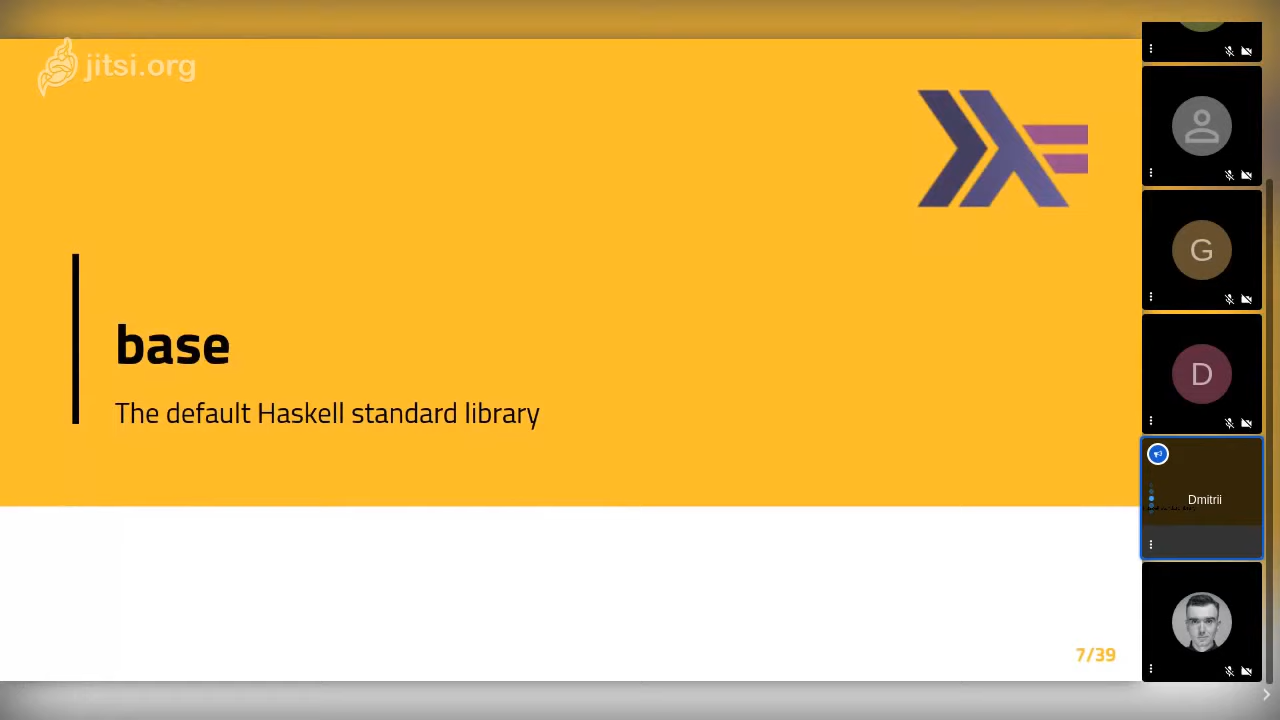 jitsi.org
base
The default Haskell standard library
7/39
G
D
Dmitrii